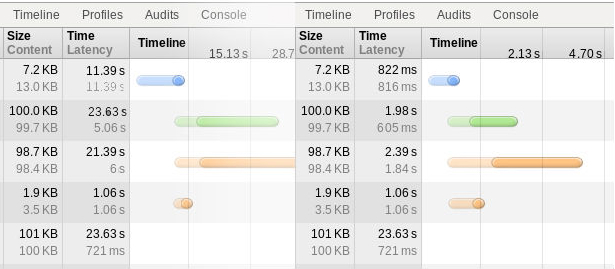 Timeline Profiles Audits Console Timeline Profiles Audits Console
Size Time Timeline Size Time Timeline
Content Latency 15.13 s 28.7 Content Latency 2.13 s 4.70 s
7.2 KB 11.39 s 7.2 KB 822 ms
13.0 KB 11.39 s 13.0 KB 816 ms
100.0 KB 23.63 s 100.0 KB 1.98 s
99.7 KB 5.06 s 99.7 KB 605 ms
98.7 KB 21.39 s 98.7 KB 2.39 s
98.4 KB 6 s 98.4 KB 1.84 s
1.9 KB 1.06 s 1.9 KB 1.06 s
3.5 KB 1.06 s 3.5 KB 1.06 s
101 KB 23.63 s 101 KB 23.63 s
100 KB 721 ms 100 KB 721 ms